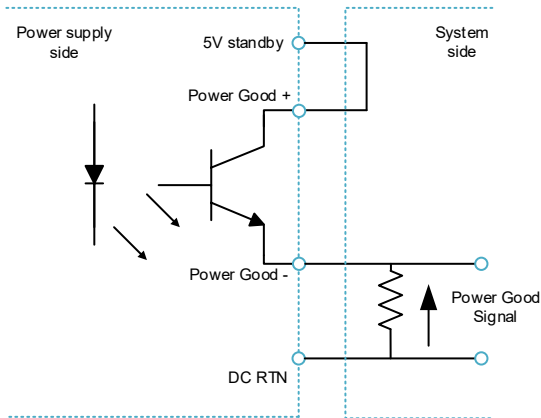 Power supply
side
5V standby
System
side
Power Good +
Power Good -
Power Good
Signal
DC RTN